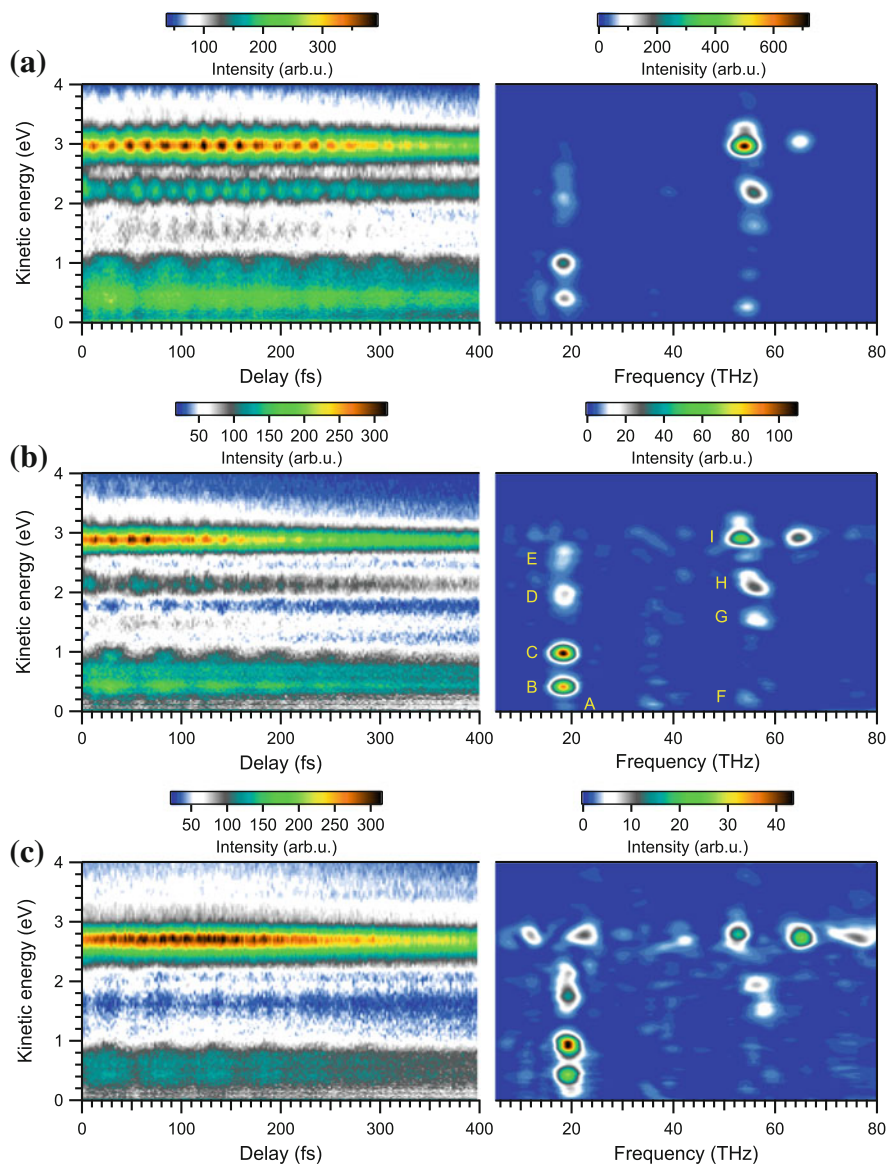 100 200 300
0 200 400 600
Intensity (arb.u.)
Intenisity (arb.u.)
(a)
4
3
2
1
0
Kinetic energy (eV)
0 100 200 300 400
20 40 60 80
Delay (fs)
Frequency (THz)
50 100 150 200 250 300
0 20 40 60 80 100
Intensity (arb.u.)
Intensity (arb.u.)
(b)
4
3
2
1
0
Kinetic energy (eV)
I
E
H
D
G
C
B
F
A
0 100 200 300 400
20 40 60 80
Delay (fs)
Frequency (THz)
50 100 150 200 250 300
0 10 20 30 40
Intensity (arb.u.)
Intensity (arb.u.)
(c)
4
3
2
1
0
Kinetic energy (eV)
0 100 200 300 400
20 40 60 80
Delay (fs)
Frequency (THz)